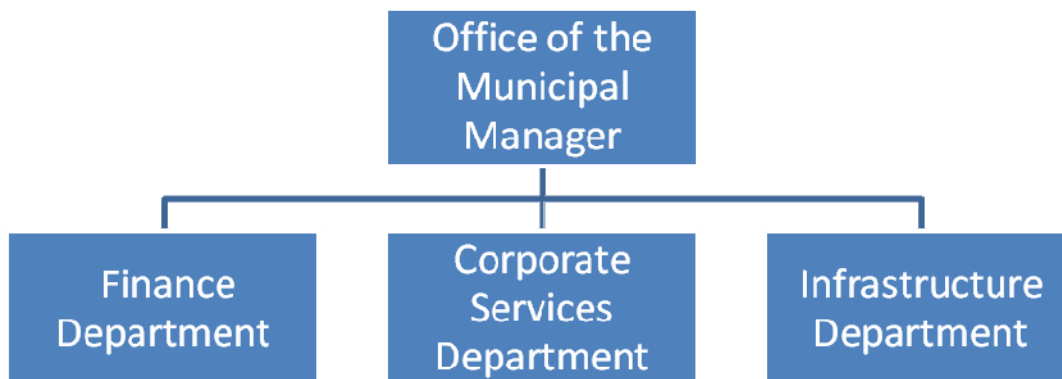 Office of the
Municipal
Manager
Finance
Department
Corporate
Services
Department
Infrastructure
Department